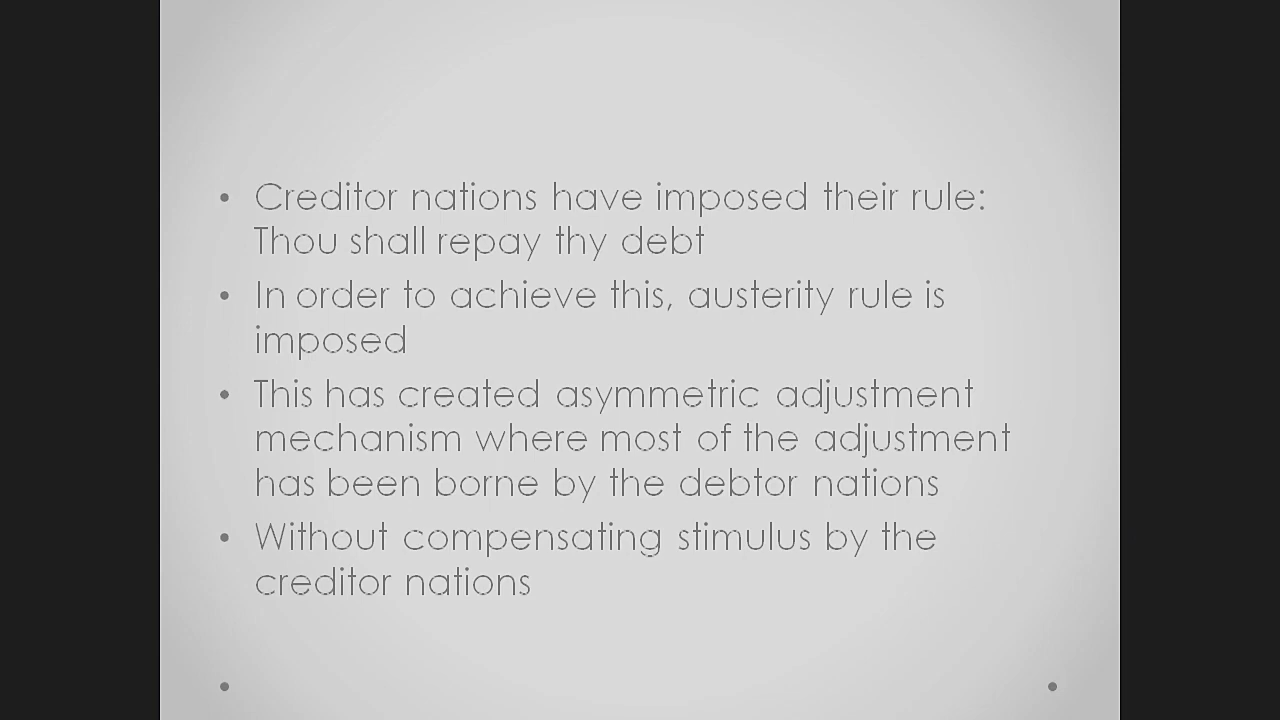 • Creditor nations have imposed their rule:
Thou shall repay thy debt
• In order to achieve this, austerity rule is
imposed
• This has created asymmetric adjustment
mechanism where most of the adjustment
has been borne by the debtor nations
• Without compensating stimulus by the
creditor nations